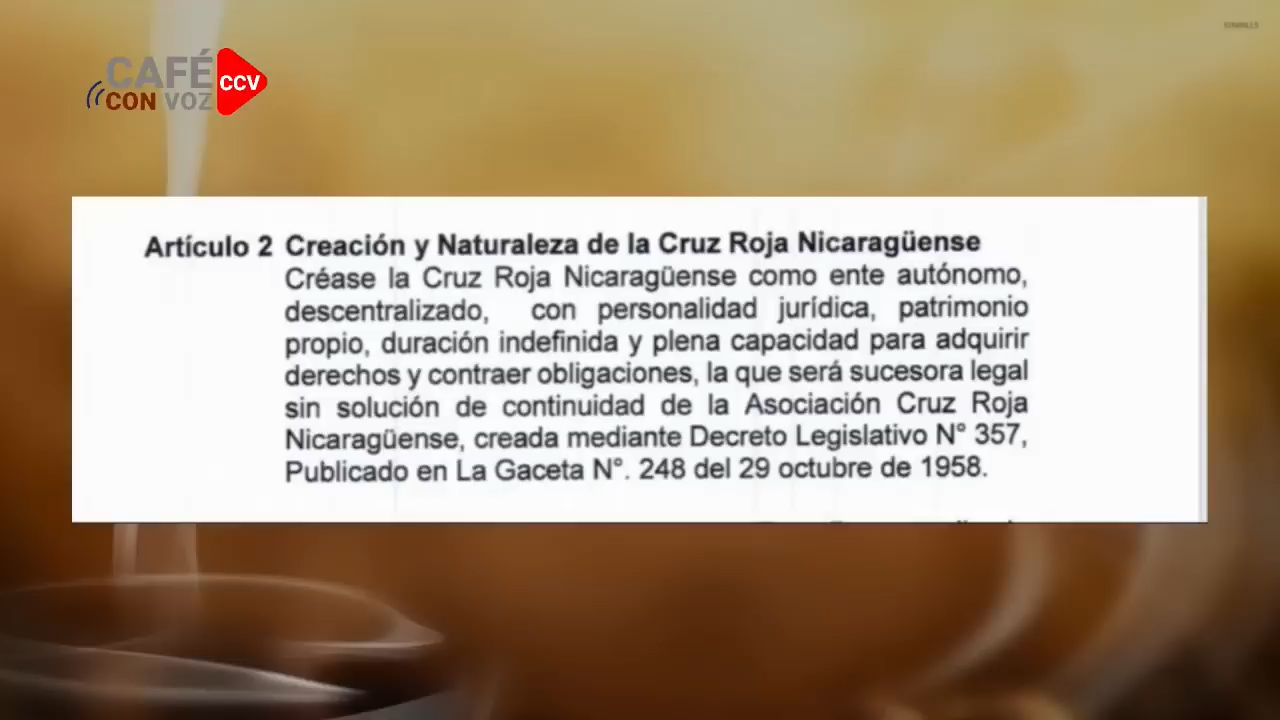 CAFÉ
CON VOZ
CCV
Artículo 2 Creación y Naturaleza de la Cruz Roja Nicaragüense
Créase la Cruz Roja Nicaragüense como ente autónomo,
descentralizado, con personalidad jurídica, patrimonio
propio, duración indefinida y plena capacidad para adquirir
derechos y contraer obligaciones, la que será sucesora legal
sin solución de continuidad de la Asociación Cruz Roja
Nicaragüense, creada mediante Decreto Legislativo N° 357,
Publicado en La Gaceta N°. 248 del 29 octubre de 1958.